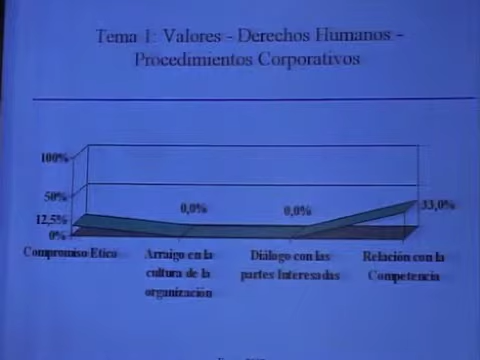 Tema 1: Valores - Derechos Humanos -
Procedimientos Corporativos
100%
50%
12,5%
0%
0,0%
0,0%
33,0%
Compromiso Etico
Arraigo en la
cultura de la
organización
Diálogo con las
partes Interesadas
Relación con la
Competencia